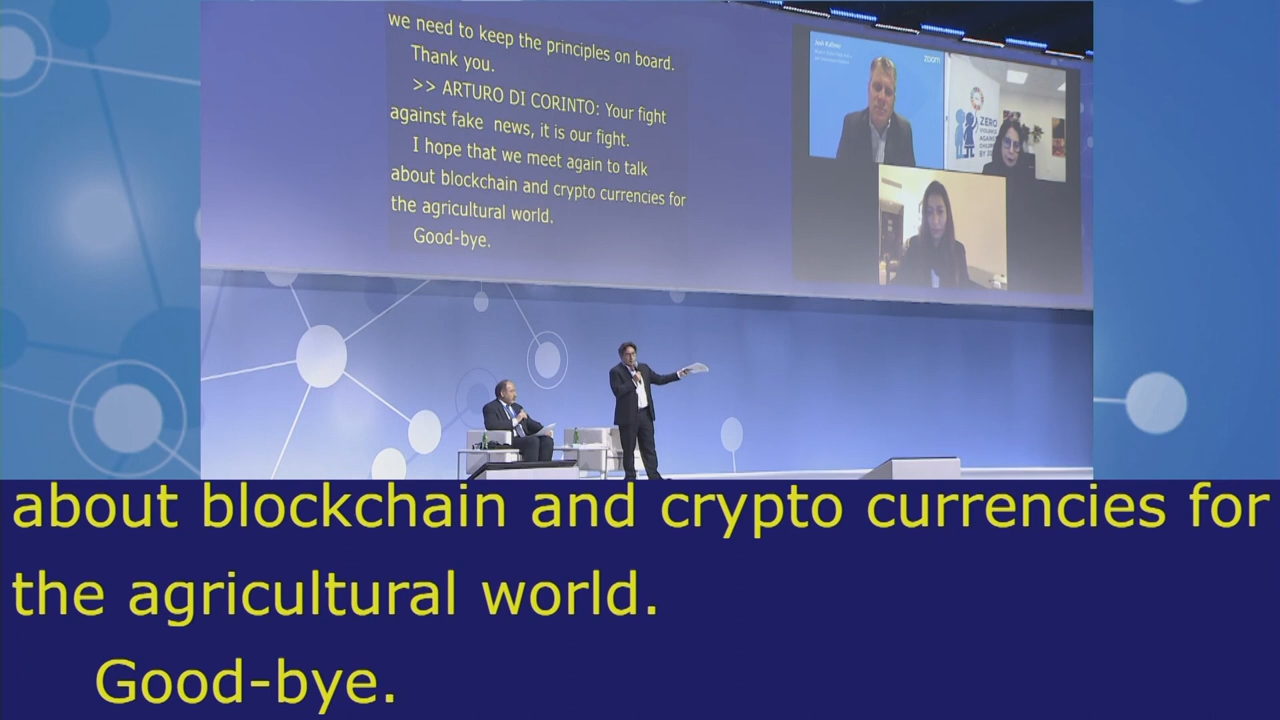 we need to keep the principles on board.
Thank you.
>> ARTURO DI CORINTO: Your fight
against fake news, it is our fight.
I hope that we meet again to talk
about blockchain and crypto currencies for
the agricultural world.
Good-bye.
zoom
ZERO
about blockchain and crypto currencies for
the agricultural world.
Good-bye.